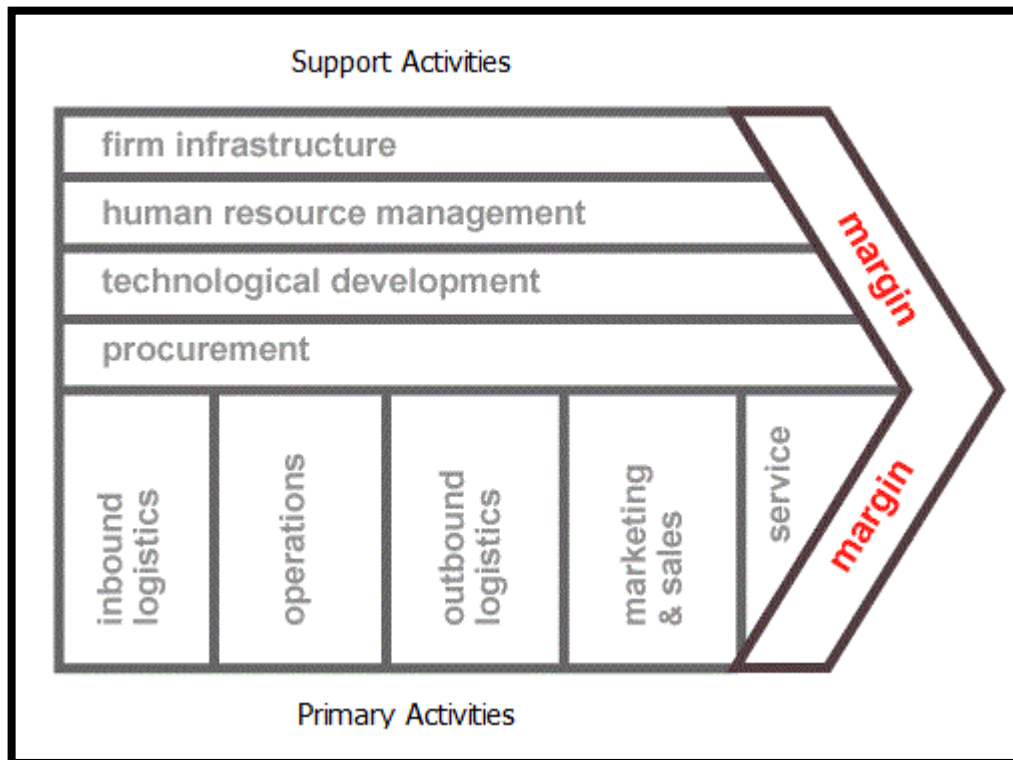 Support Activities
firm infrastructure
human resource management
technological development
procurement
inbound
logistics
operations
outbound
logistics
marketing
& sales
service
margin
margin
Primary Activities